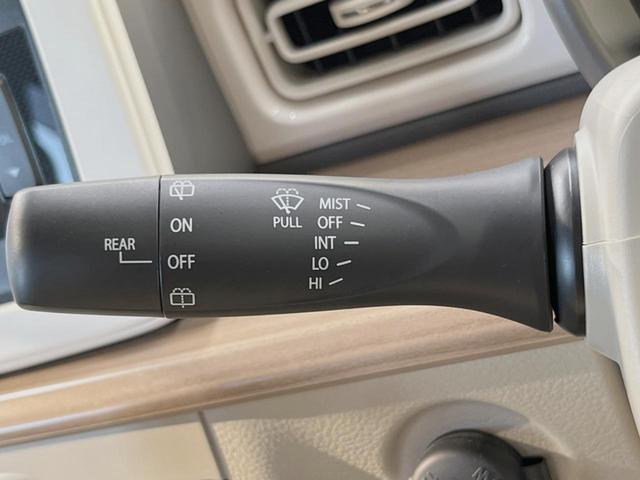 MIST
OFF
INT
LO
HI
PULL
ON
OFF
REAR